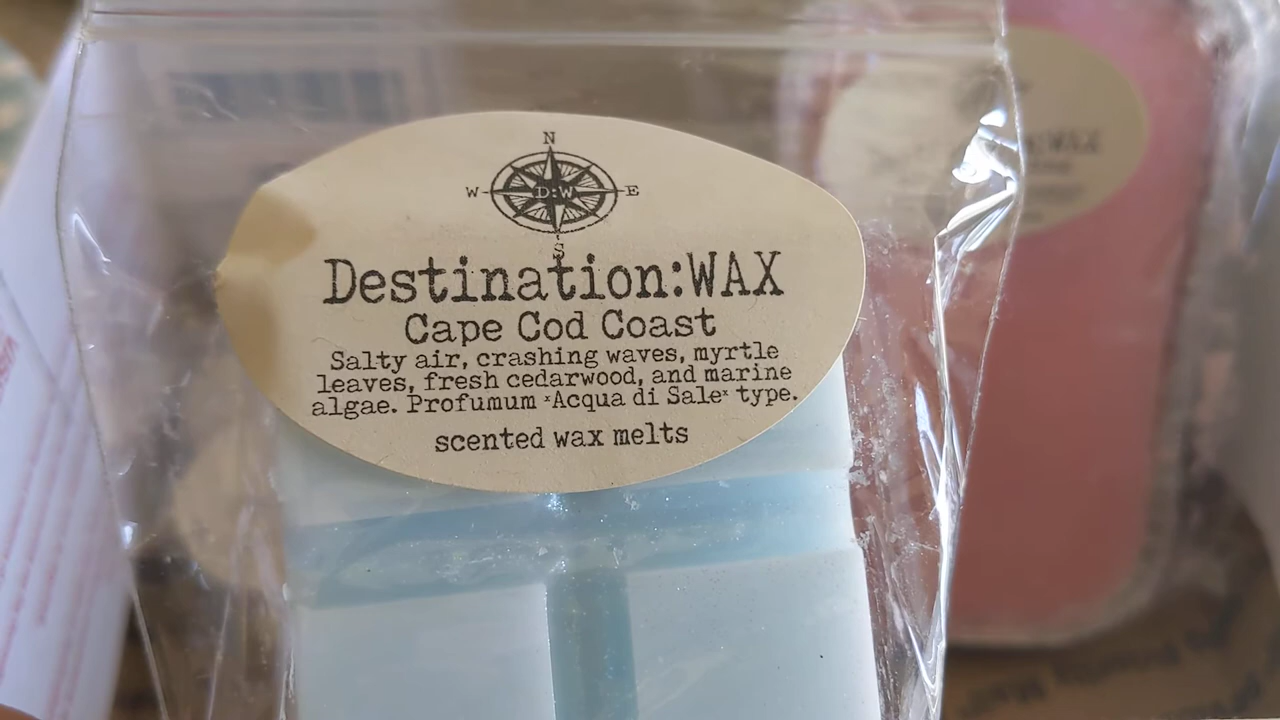 N
W D:W E
S
Destination:WAX
Cape Cod Coast
Salty air, crashing waves, myrtle
leaves, fresh cedarwood, and marine
algae. Profumum *Acqua di Sale* type.
scented wax melts
WAX